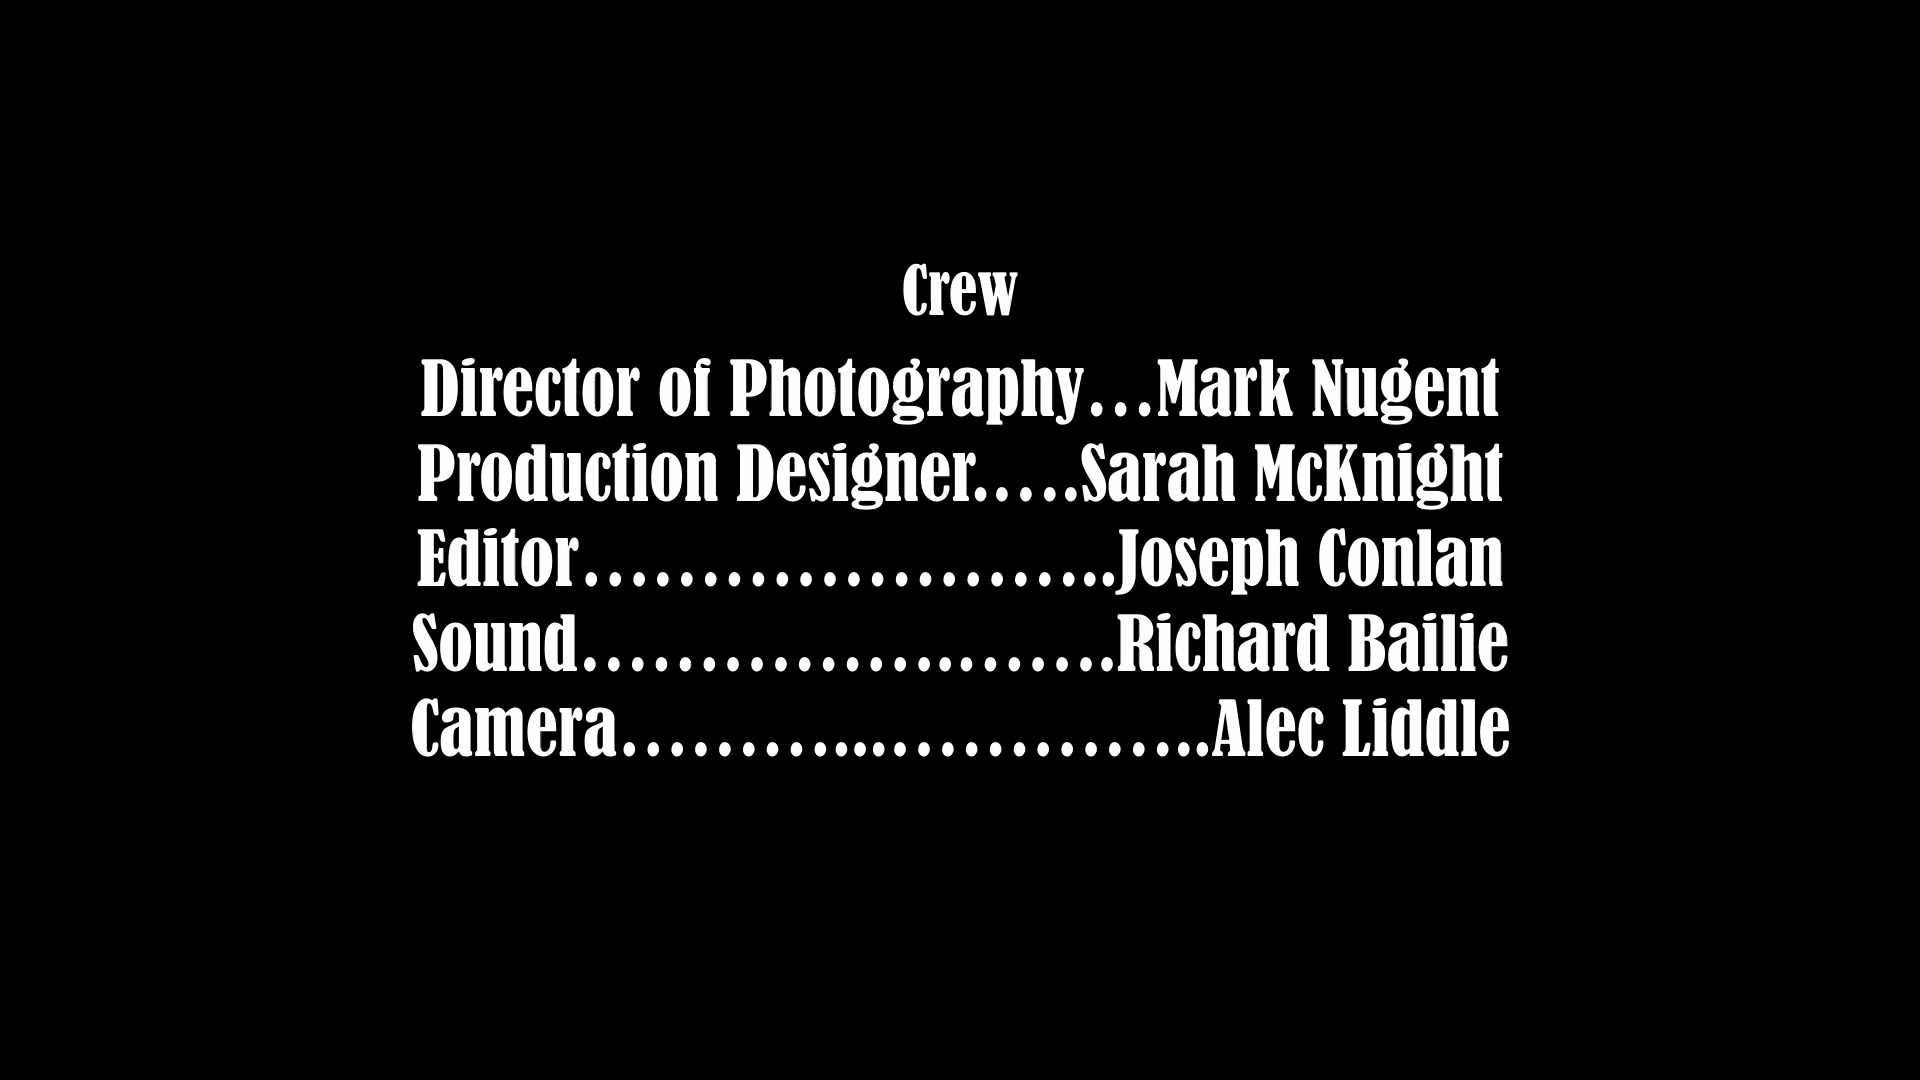 Crew
Director of Photography…Mark Nugent
Production Designer.….Sarah McKnight
Editor…………………….Joseph Conlan
Sound…………….…….Richard Bailie
Camera………...…………..Alec Liddle